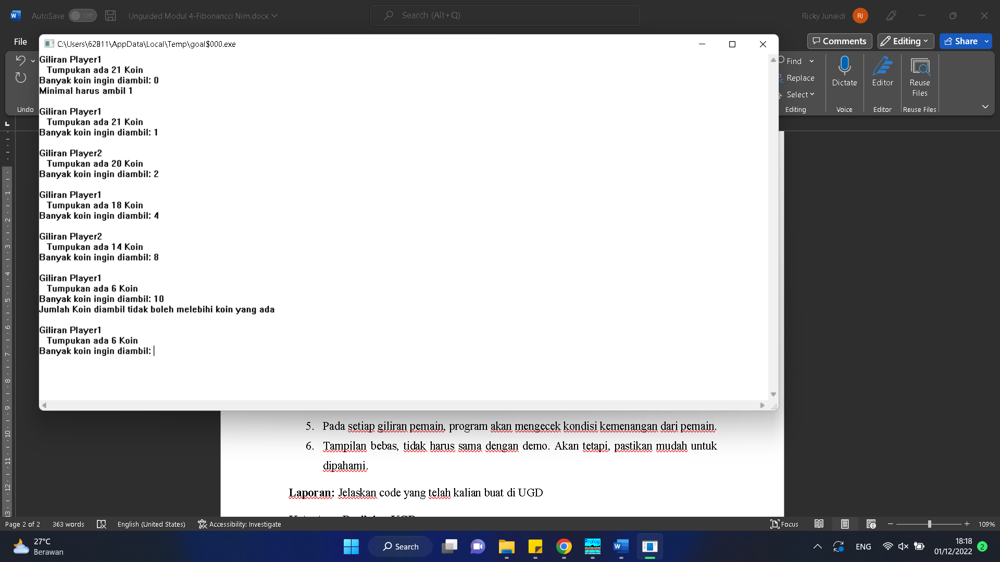 AutoSave Off Unguided Modul 4-Fibonancci Nim.docx Search (Alt+Q) Ricky Junaidi RJ
File Comments Editing Share
C:\Users\62811\AppData\Local\Temp\goal$000.exe
Undo
Find
Replace
Select
Editing
Dictate
Voice
Editor
Editor
Reuse Files
Reuse Files
Giliran Player1
Tumpukan ada 21 Koin
Banyak koin ingin diambil: 0
Minimal harus ambil 1
Giliran Player1
Tumpukan ada 21 Koin
Banyak koin ingin diambil: 1
Giliran Player2
Tumpukan ada 20 Koin
Banyak koin ingin diambil: 2
Giliran Player1
Tumpukan ada 18 Koin
Banyak koin ingin diambil: 4
Giliran Player2
Tumpukan ada 14 Koin
Banyak koin ingin diambil: 8
Giliran Player1
Tumpukan ada 6 Koin
Banyak koin ingin diambil: 10
Jumlah Koin diambil tidak boleh melebihi koin yang ada
Giliran Player1
Tumpukan ada 6 Koin
Banyak koin ingin diambil:
5. Pada setiap giliran pemain, program akan mengecek kondisi kemenangan dari pemain.
6. Tampilan bebas, tidak harus sama dengan demo. Akan tetapi, pastikan mudah untuk
dipahami.
Laporan: Jelaskan code yang telah kalian buat di UGD
Page 2 of 2 363 words English (United States) Accessibility: Investigate Focus 109%
27°C
Berawan
Search
Prolog
ENG
18:18
01/12/2022
2